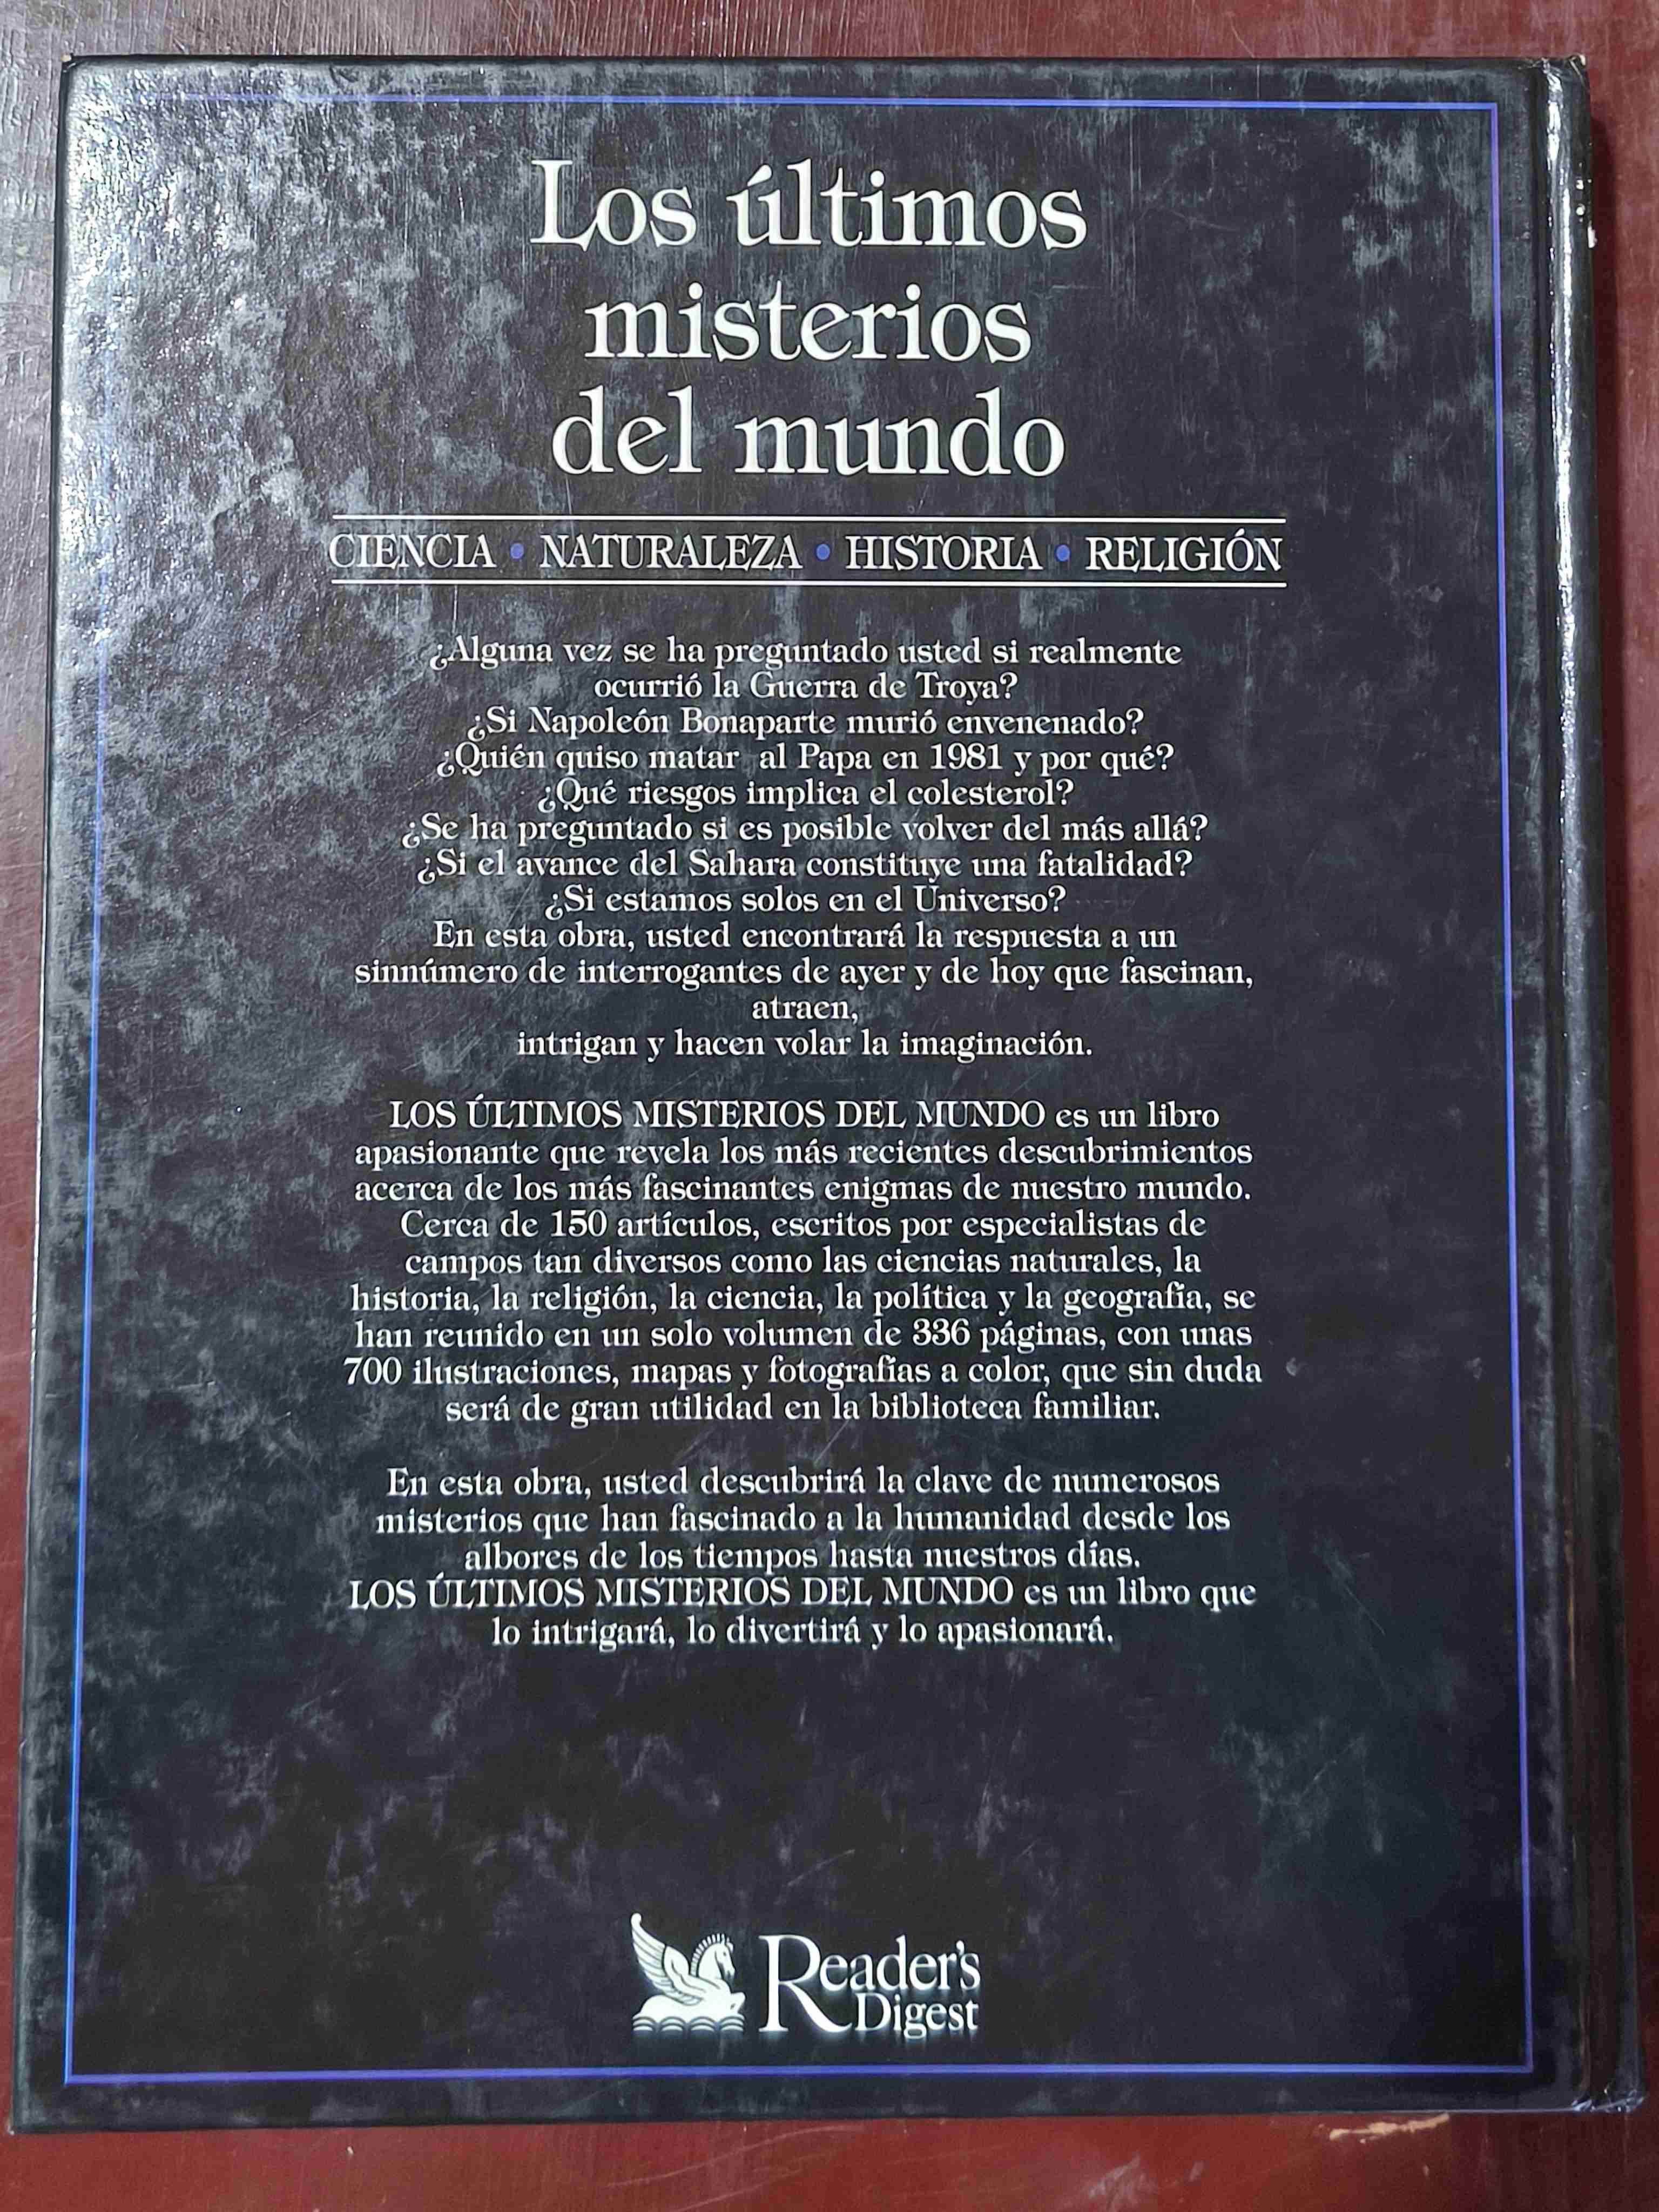 Los últimos
misterios
del mundo
CIENCIA • NATURALEZA • HISTORIA • RELIGIÓN
¿Alguna vez se ha preguntado usted si realmente
ocurrió la Guerra de Troya?
¿Si Napoleón Bonaparte murió envenenado?
¿Quién quiso matar al Papa en 1981 y por qué?
¿Qué riesgos implica el colesterol?
¿Se ha preguntado si es posible volver del más allá?
¿Si el avance del Sahara constituye una fatalidad?
¿Si estamos solos en el Universo?
En esta obra, usted encontrará la respuesta a un
sinnúmero de interrogantes de ayer y de hoy que fascinan,
atraen,
intrigan y hacen volar la imaginación.
LOS ÚLTIMOS MISTERIOS DEL MUNDO es un libro
apasionante que revela los más recientes descubrimientos
acerca de los más fascinantes enigmas de nuestro mundo.
Cerca de 150 artículos, escritos por especialistas de
campos tan diversos como las ciencias naturales, la
historia, la religión, la ciencia, la política y la geografía, se
han reunido en un solo volumen de 336 páginas, con unas
700 ilustraciones, mapas y fotografías a color, que sin duda
será de gran utilidad en la biblioteca familiar.
En esta obra, usted descubrirá la clave de numerosos
misterios que han fascinado a la humanidad desde los
albores de los tiempos hasta nuestros días.
LOS ÚLTIMOS MISTERIOS DEL MUNDO es un libro que
lo intrigará, lo divertirá y lo apasionará.
Reader's
Digest